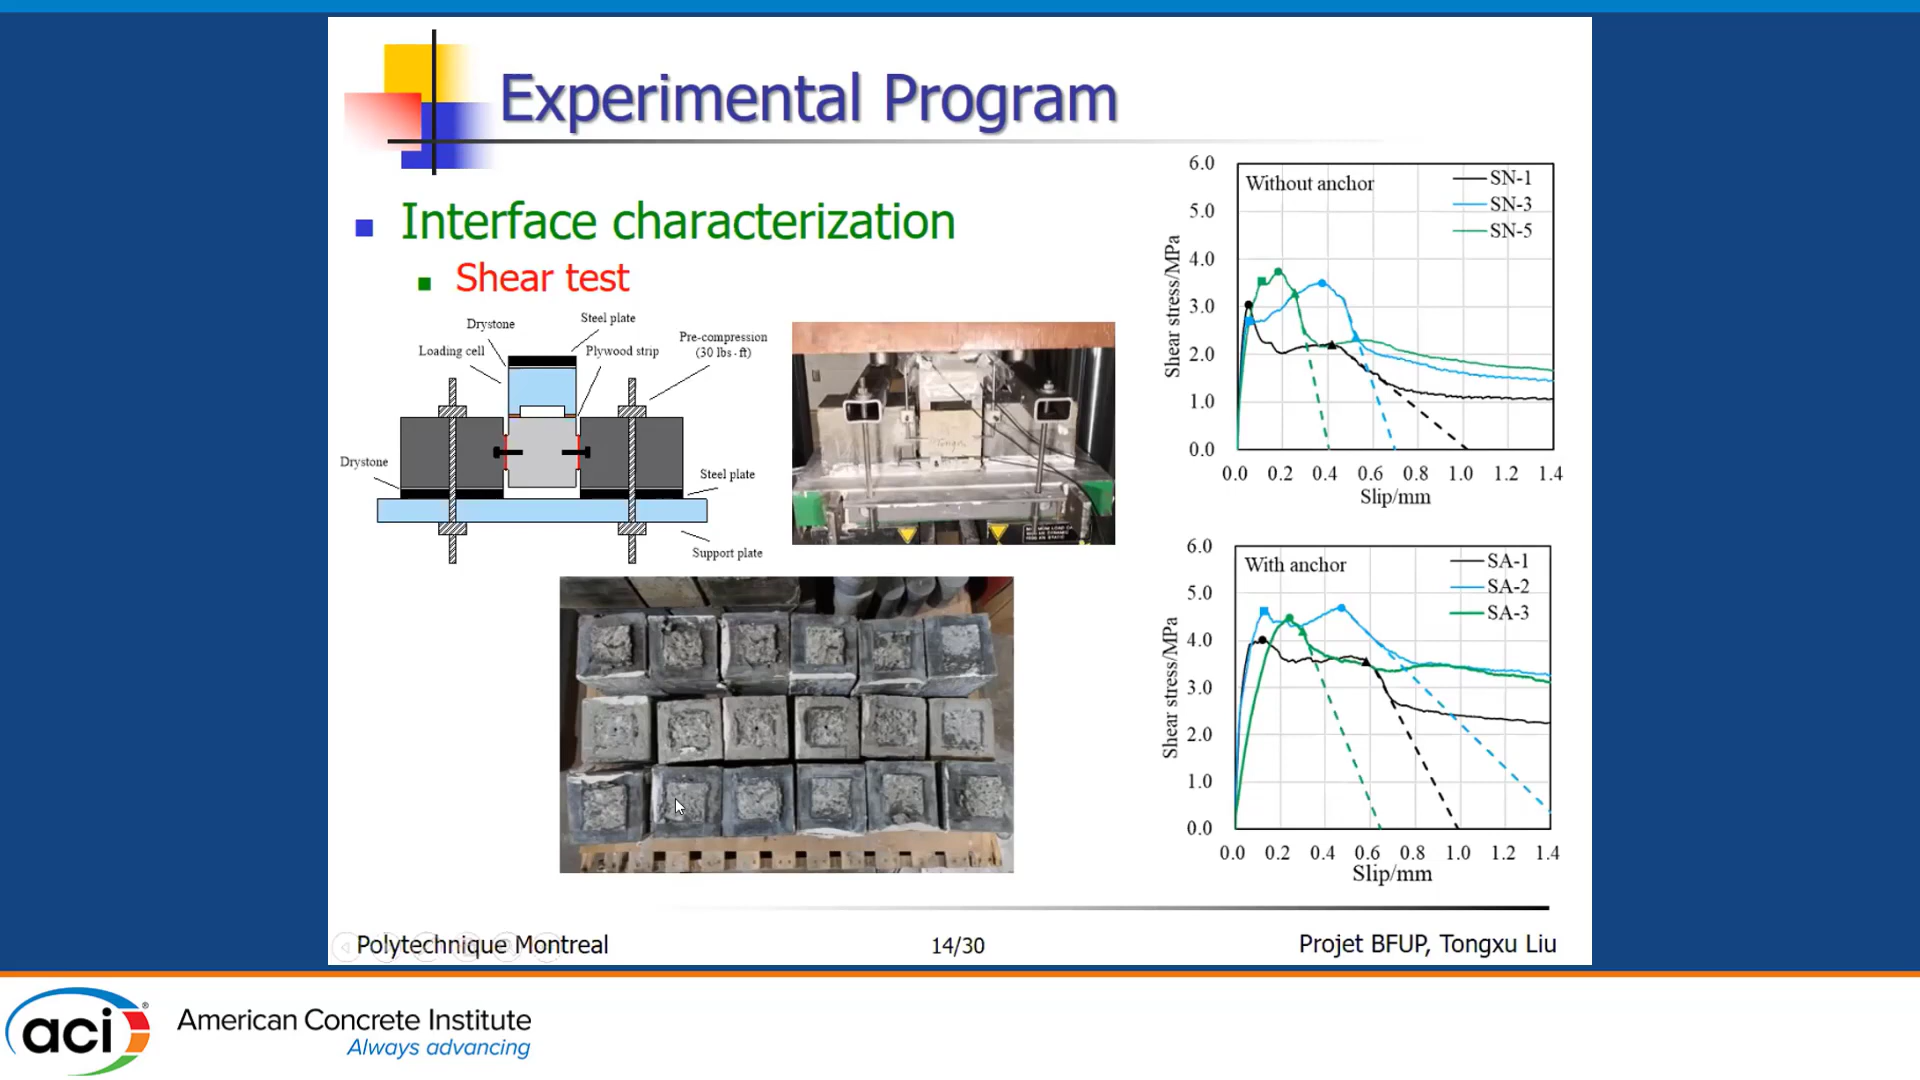 Experimental Program
Interface characterization
Shear test
Drystone
Steel plate
Loading cell
Plywood strip
Pre-compression
(30 lbs·ft)
Drystone
Steel plate
Support plate
6.0
5.0
4.0
3.0
2.0
1.0
0.0
Shear stress/MPa
Without anchor
SN-1
SN-3
SN-5
0.0 0.2 0.4 0.6 0.8 1.0 1.2 1.4
Slip/mm
6.0
5.0
4.0
3.0
2.0
1.0
0.0
Shear stress/MPa
With anchor
SA-1
SA-2
SA-3
0.0 0.2 0.4 0.6 0.8 1.0 1.2 1.4
Slip/mm
Polytechnique Montreal
14/30
Projet BFUP, Tongxu Liu
aci®
American Concrete Institute
Always advancing